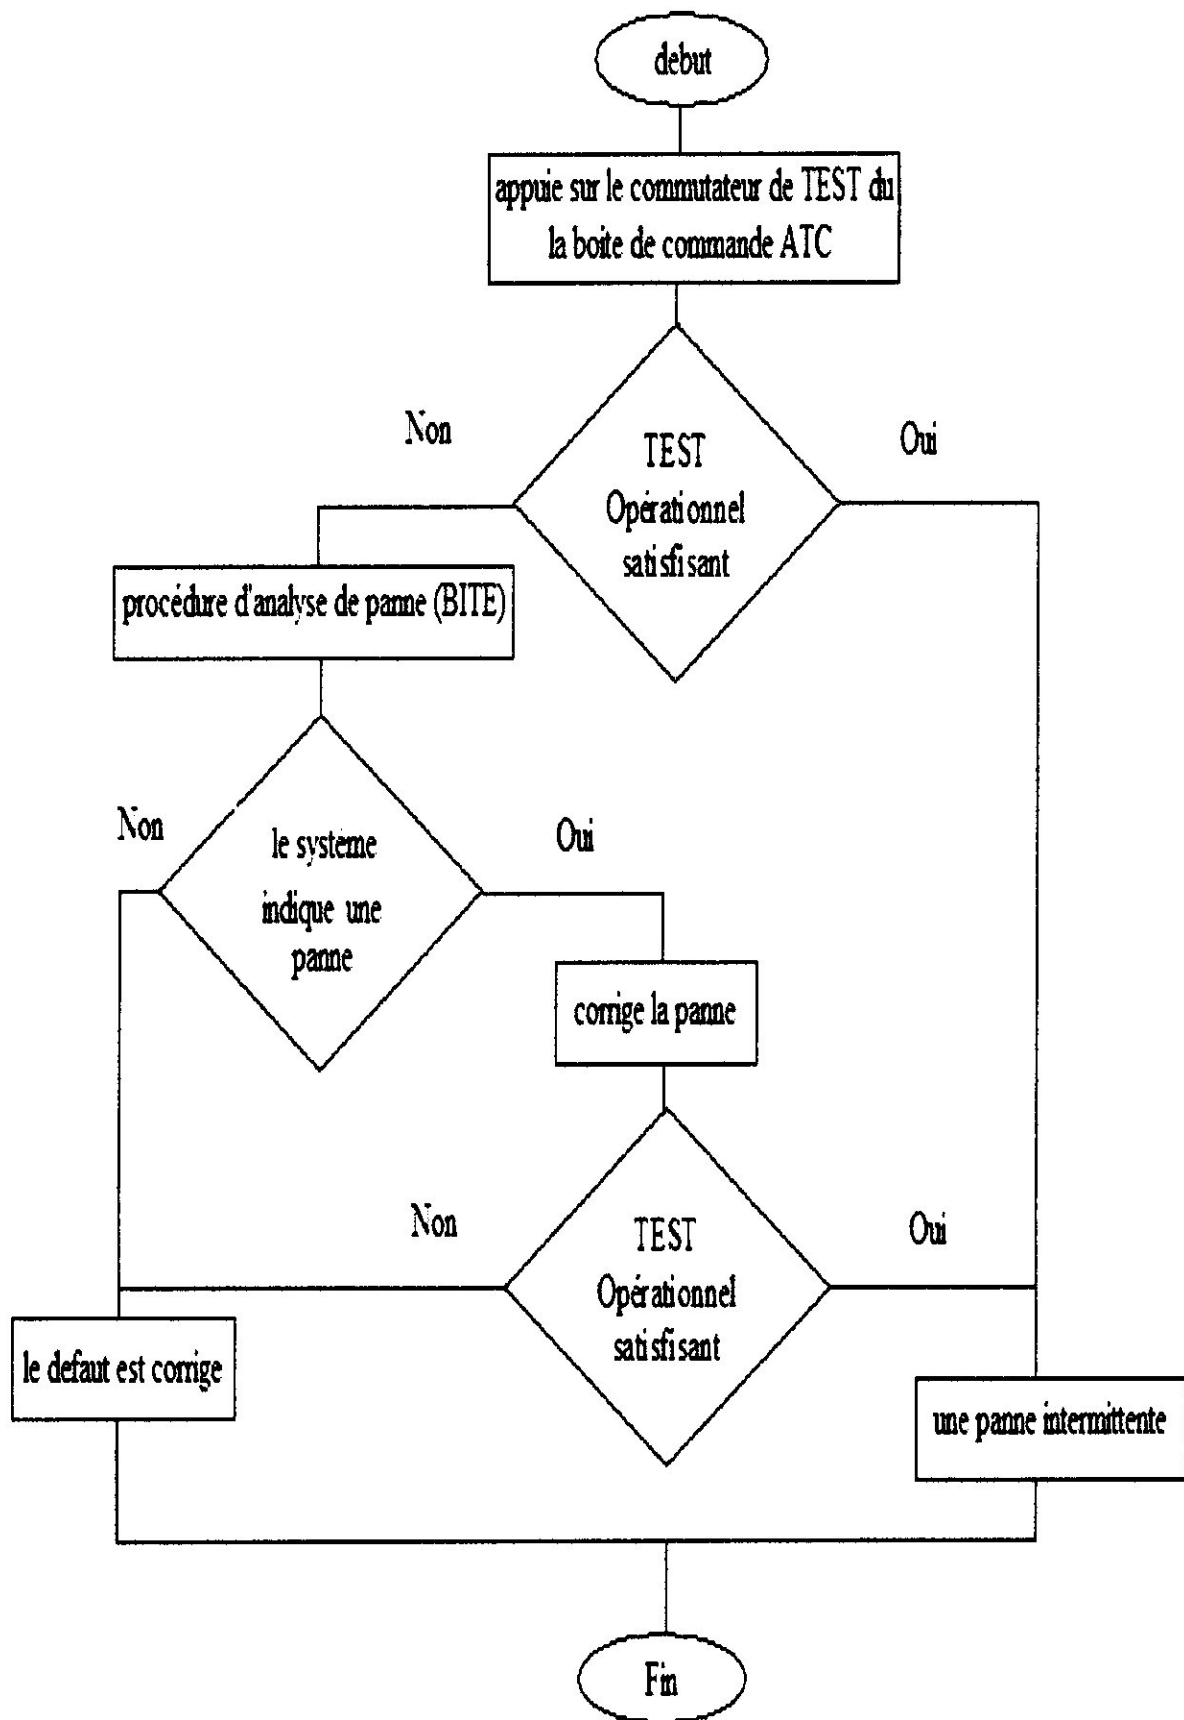 debut
appuie sur le commutateur de TEST du
la boite de commande ATC
Non
Oui
TEST
Opérationnel
satisfisant
procédure d'analyse de panne (BITE)
Non
Oui
le système
indique une
panne
corrige la panne
Non
Oui
TEST
Opérationnel
satisfisant
le defaut est corrige
une panne intermittente
Fin